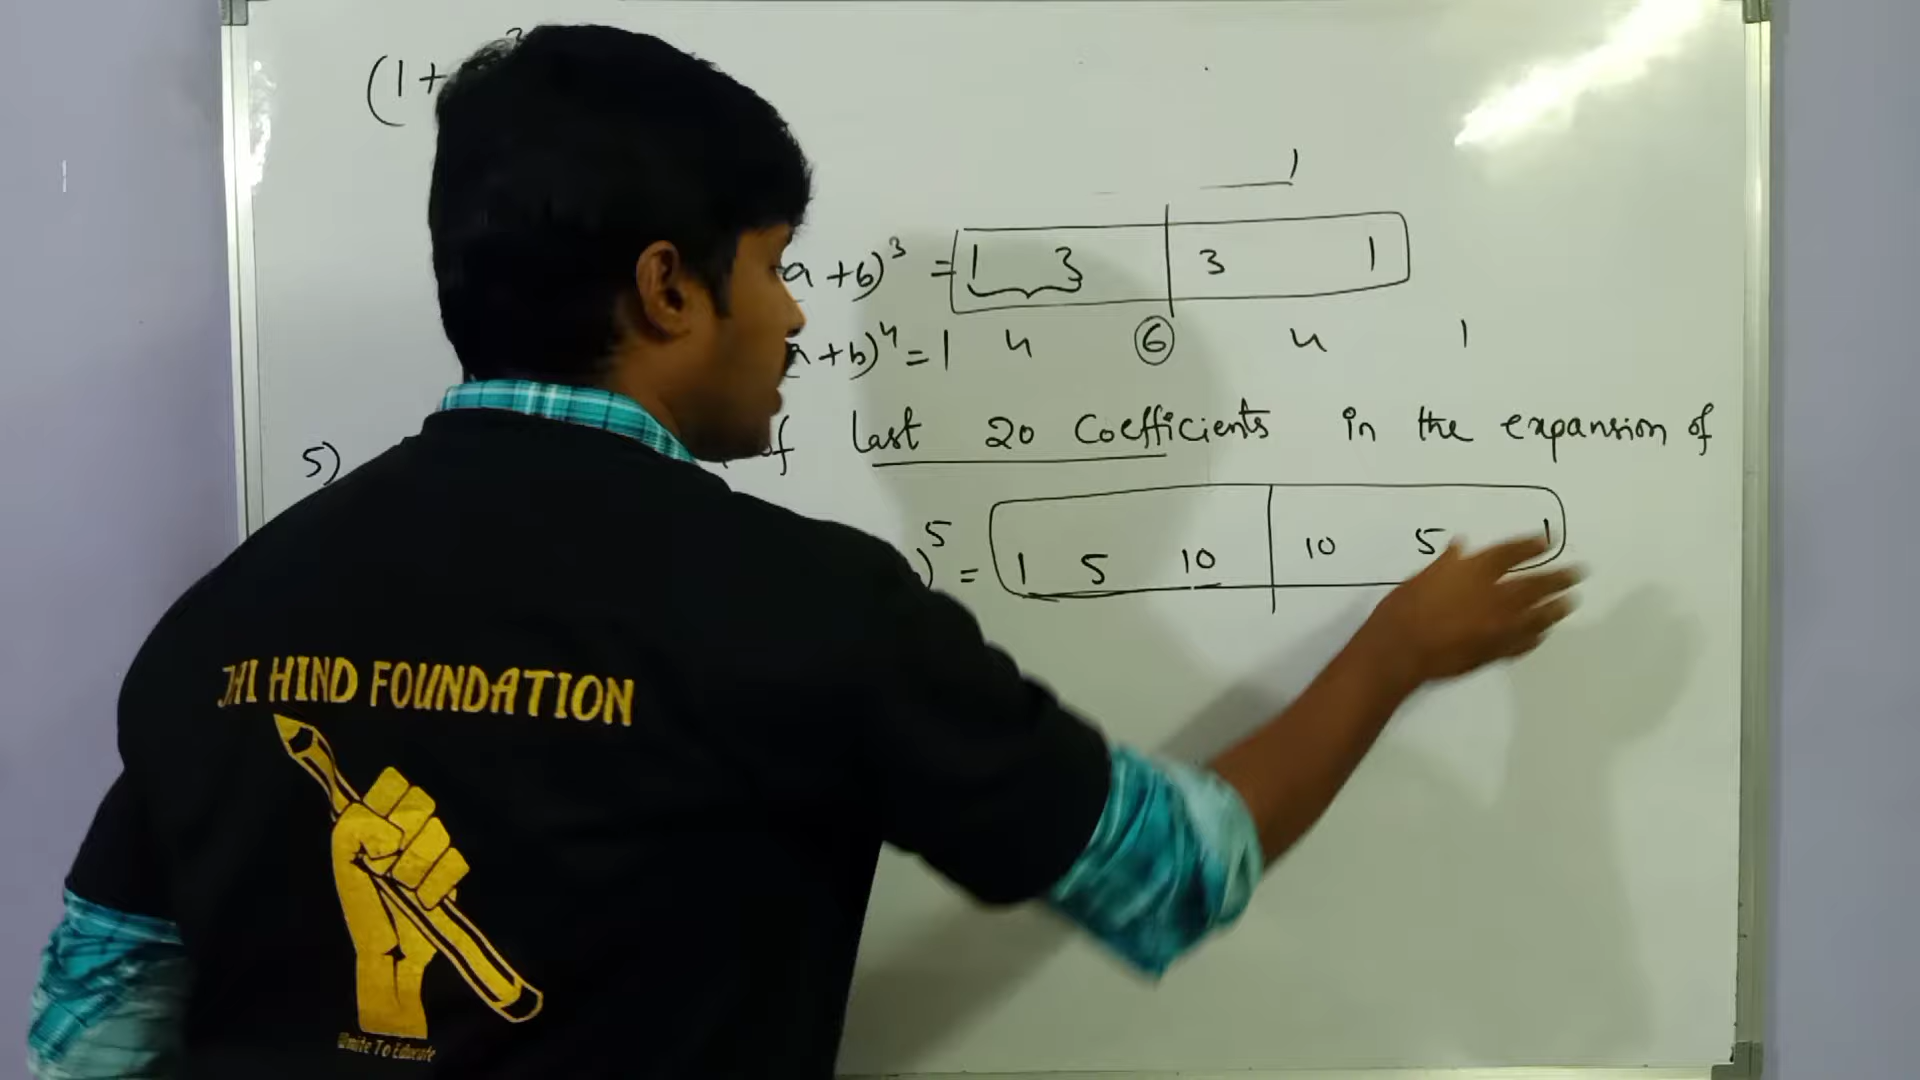 (1+
1
a+b)³ = 1 3 3 1
a+b)⁴ = 1 4 6 4 1
5) of last 20 Coefficients in the expansion of
)⁵ = 1 5 10 10 5 1
JAI HIND FOUNDATION
Unite To Educate